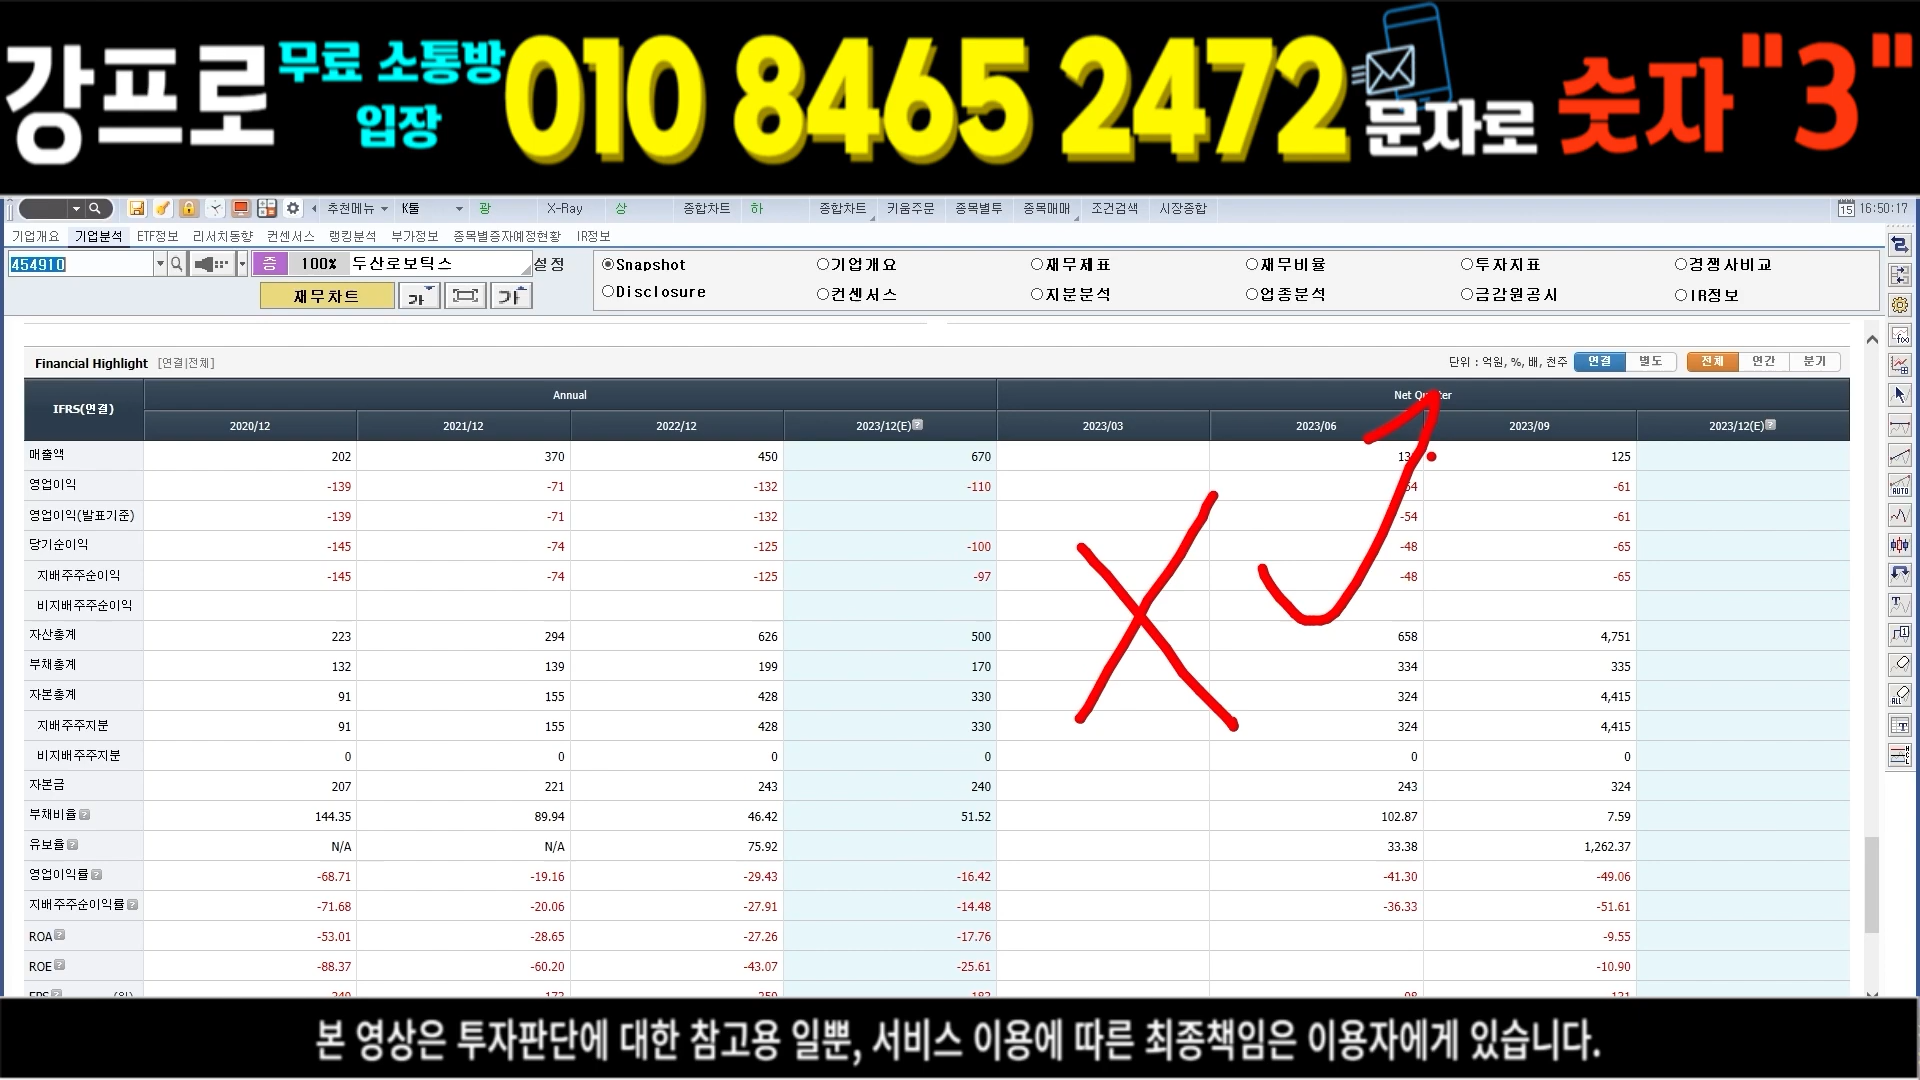 강프로 무료 소통방 입장 010 8465 2472 문자로 숫자"3"
추천메뉴 K툴 광 X-Ray 상 종합차트 하 종합차트 키움주문 종목별투 종목매매 조건검색 시장종합 15 16:50:17
기업개요 기업분석 ETF정보 리서치동향 컨센서스 랭킹분석 부가정보 종목별증자예정현황 IR정보
454910 증 100% 두산로보틱스 설정
재무차트 가 가
Snapshot 기업개요 재무제표 재무비율 투자지표 경쟁사비교
Disclosure 컨센서스 지분분석 업종분석 금감원공시 IR정보
Financial Highlight [연결|전체] 단위 : 억원, %, 배, 천주 연결 별도 전체 연간 분기
IFRS(연결) Annual Net
2020/12 2021/12 2022/12 2023/12(E) 2023/03 2023/06 2023/09 2023/12(E)
매출액 202 370 450 670 125
영업이익 -139 -71 -132 -110 -61
영업이익(발표기준) -139 -71 -132 -54 -61
당기순이익 -145 -74 -125 -100 -48 -65
지배주주순이익 -145 -74 -125 -97 -48 -65
비지배주주순이익
자산총계 223 294 626 500 658 4,751
부채총계 132 139 199 170 334 335
자본총계 91 155 428 330 324 4,415
지배주주지분 91 155 428 330 324 4,415
비지배주주지분 0 0 0 0 0 0
자본금 207 221 243 240 243 324
부채비율 144.35 89.94 46.42 51.52 102.87 7.59
유보율 N/A N/A 75.92 33.38 1,262.37
영업이익률 -68.71 -19.16 -29.43 -16.42 -41.30 -49.06
지배주주순이익률 -71.68 -20.06 -27.91 -14.48 -36.33 -51.61
ROA -53.01 -28.65 -27.26 -17.76 -9.55
ROE -88.37 -60.20 -43.07 -25.61 -10.90
본 영상은 투자판단에 대한 참고용 일뿐, 서비스 이용에 따른 최종책임은 이용자에게 있습니다.